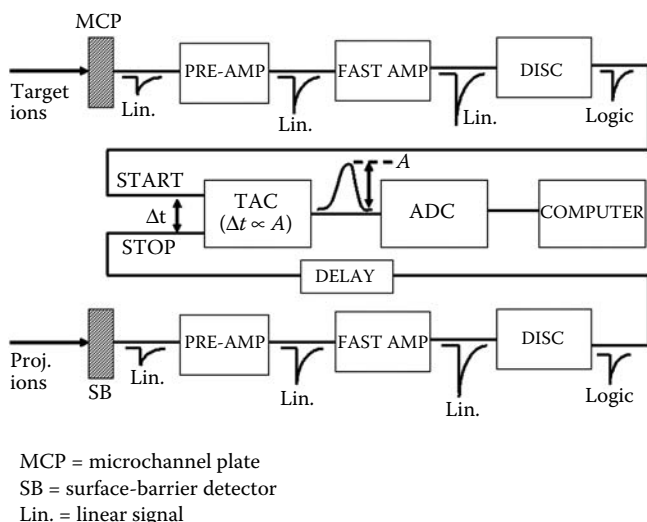 MCP
PRE-AMP
FAST AMP
DISC
Target
ions
Lin.
Lin.
Lin.
Logic
START
Δt
STOP
TAC
(Δt ∝ A)
A
ADC
COMPUTER
DELAY
PRE-AMP
FAST AMP
DISC
Proj.
ions
SB
Lin.
Lin.
Lin.
Logic
MCP = microchannel plate
SB = surface-barrier detector
Lin. = linear signal